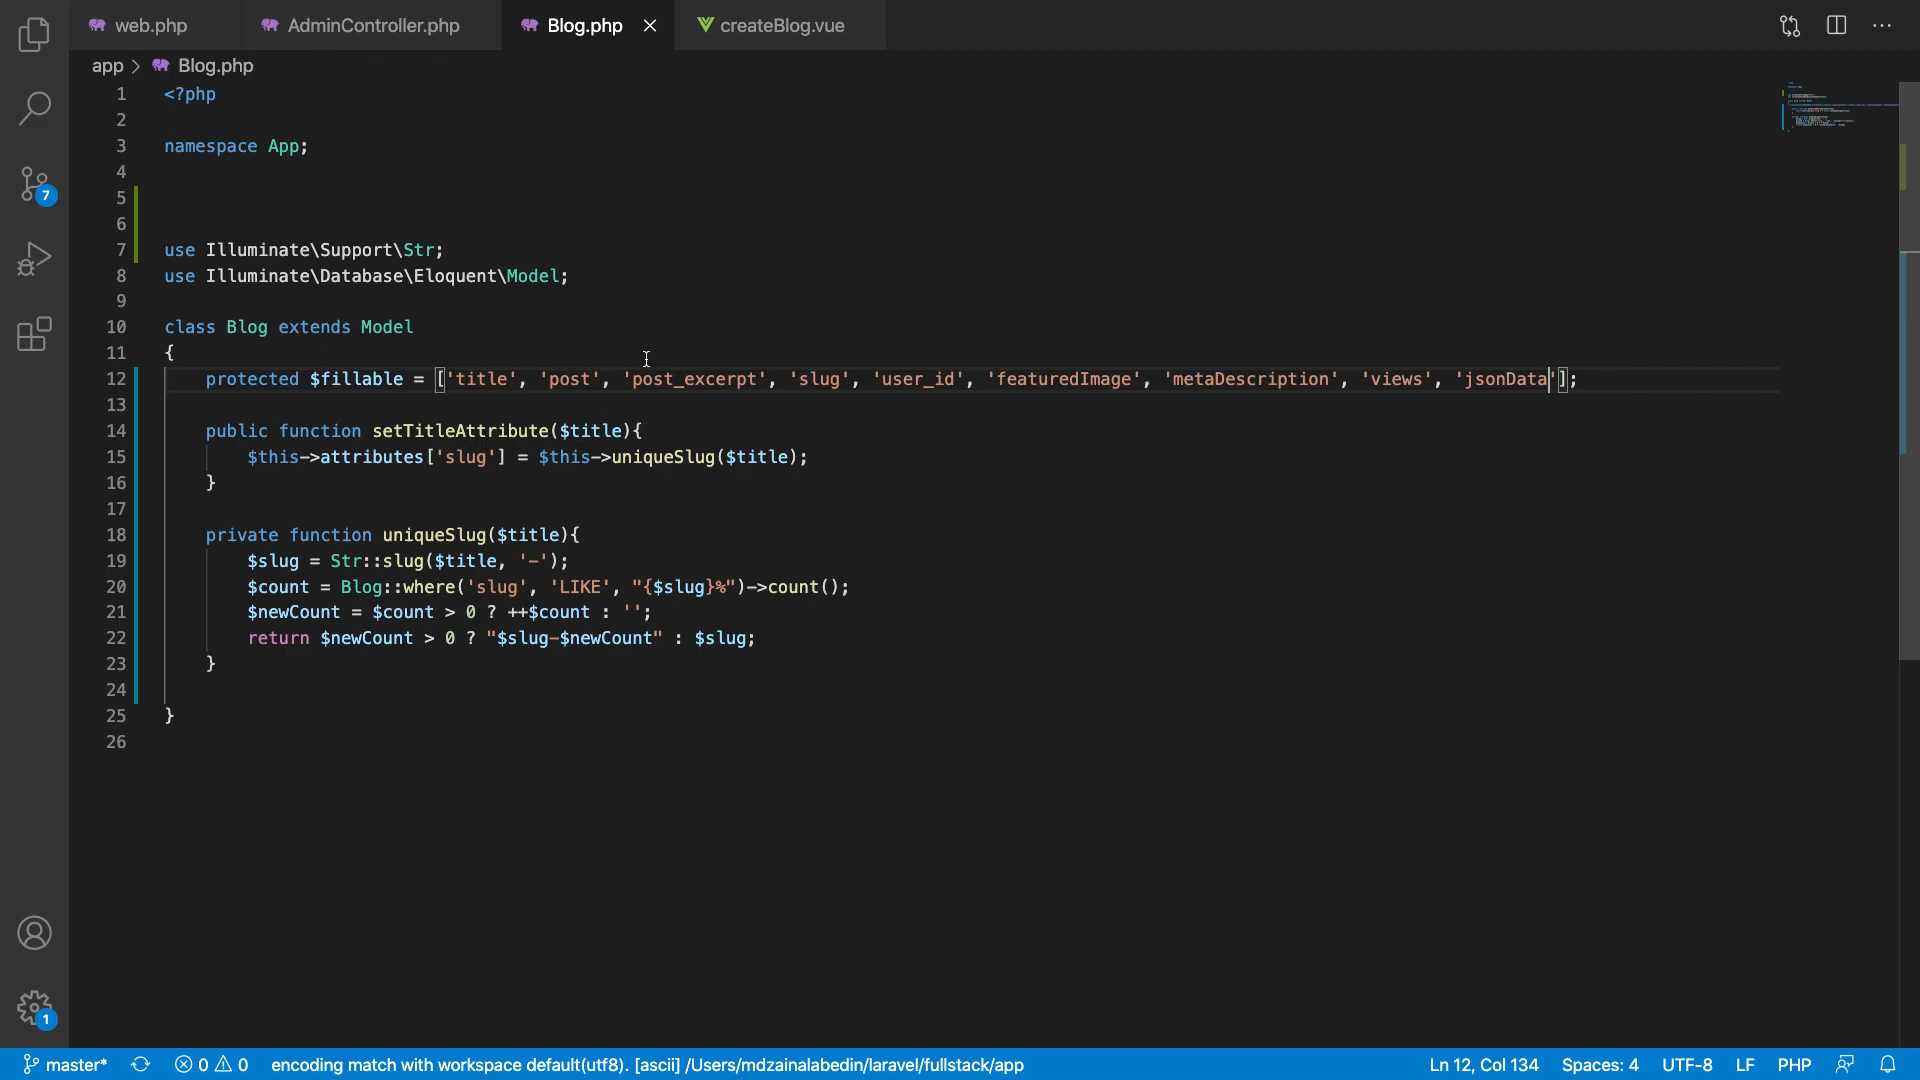 web.php AdminController.php Blog.php createBlog.vue
app > Blog.php
1 <?php
2
3 namespace App;
4
5
6
7 use Illuminate\Support\Str;
8 use Illuminate\Database\Eloquent\Model;
9
10 class Blog extends Model
11 {
12 protected $fillable = ['title', 'post', 'post_excerpt', 'slug', 'user_id', 'featuredImage', 'metaDescription', 'views', 'jsonData'];
13
14 public function setTitleAttribute($title){
15 $this->attributes['slug'] = $this->uniqueSlug($title);
16 }
17
18 private function uniqueSlug($title){
19 $slug = Str::slug($title, '-');
20 $count = Blog::where('slug', 'LIKE', "{$slug}%")->count();
21 $newCount = $count > 0 ? ++$count : '';
22 return $newCount > 0 ? "$slug-$newCount" : $slug;
23 }
24
25 }
26
7
1
master* 0 0 encoding match with workspace default(utf8). [ascii] /Users/mdzainalabedin/laravel/fullstack/app Ln 12, Col 134 Spaces: 4 UTF-8 LF PHP